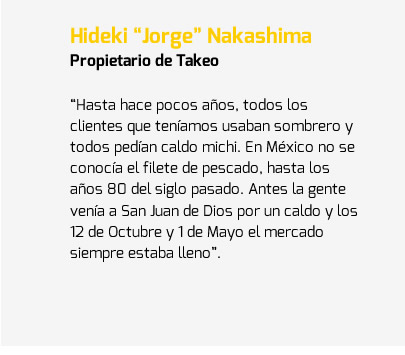 Hideki “Jorge” Nakashima
Propietario de Takeo
“Hasta hace pocos años, todos los
clientes que teníamos usaban sombrero y
todos pedían caldo michi. En México no se
conocía el filete de pescado, hasta los
años 80 del siglo pasado. Antes la gente
venía a San Juan de Dios por un caldo y los
12 de Octubre y 1 de Mayo el mercado
siempre estaba lleno”.